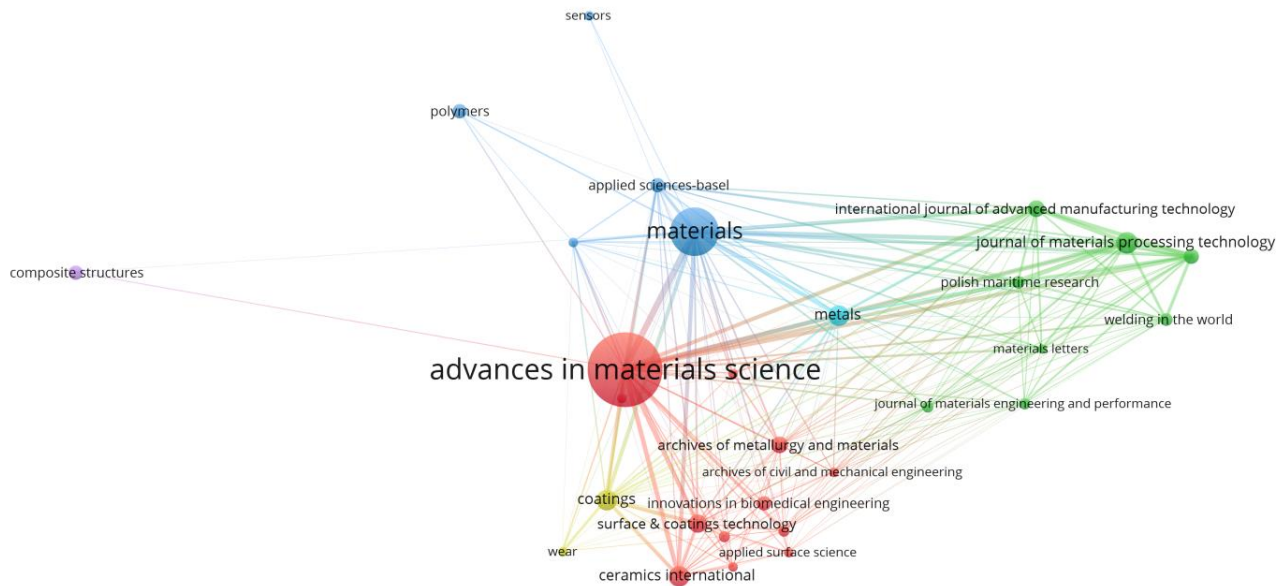 sensors
polymers
applied sciences-basel
international journal of advanced manufacturing technology
materials
journal of materials processing technology
composite structures
polish maritime research
metals
welding in the world
materials letters
advances in materials science
journal of materials engineering and performance
archives of metallurgy and materials
archives of civil and mechanical engineering
coatings
innovations in biomedical engineering
surface & coatings technology
wear
applied surface science
ceramics international